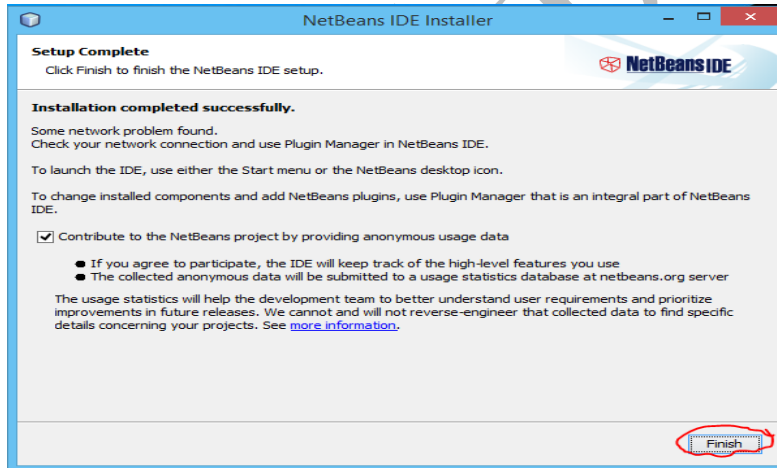 NetBeans IDE Installer
Setup Complete
Click Finish to finish the NetBeans IDE setup.
NetBeans IDE
Installation completed successfully.
Some network problem found.
Check your network connection and use Plugin Manager in NetBeans IDE.
To launch the IDE, use either the Start menu or the NetBeans desktop icon.
To change installed components and add NetBeans plugins, use Plugin Manager that is an integral part of NetBeans
IDE.
Contribute to the NetBeans project by providing anonymous usage data
● If you agree to participate, the IDE will keep track of the high-level features you use
● The collected anonymous data will be submitted to a usage statistics database at netbeans.org server
The usage statistics will help the development team to better understand user requirements and prioritize
improvements in future releases. We cannot and will not reverse-engineer that collected data to find specific
details concerning your projects. See more information.
Finish